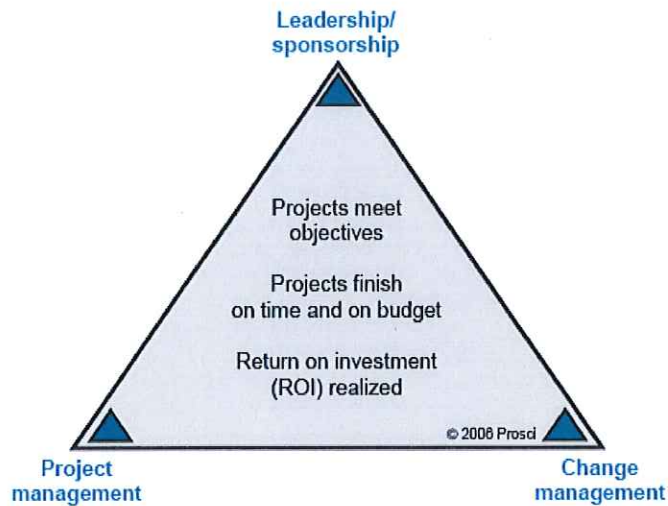 Leadership/
sponsorship
Projects meet
objectives
Projects finish
on time and on budget
Return on investment
(ROI) realized
© 2006 Prosci
Project
management
Change
management